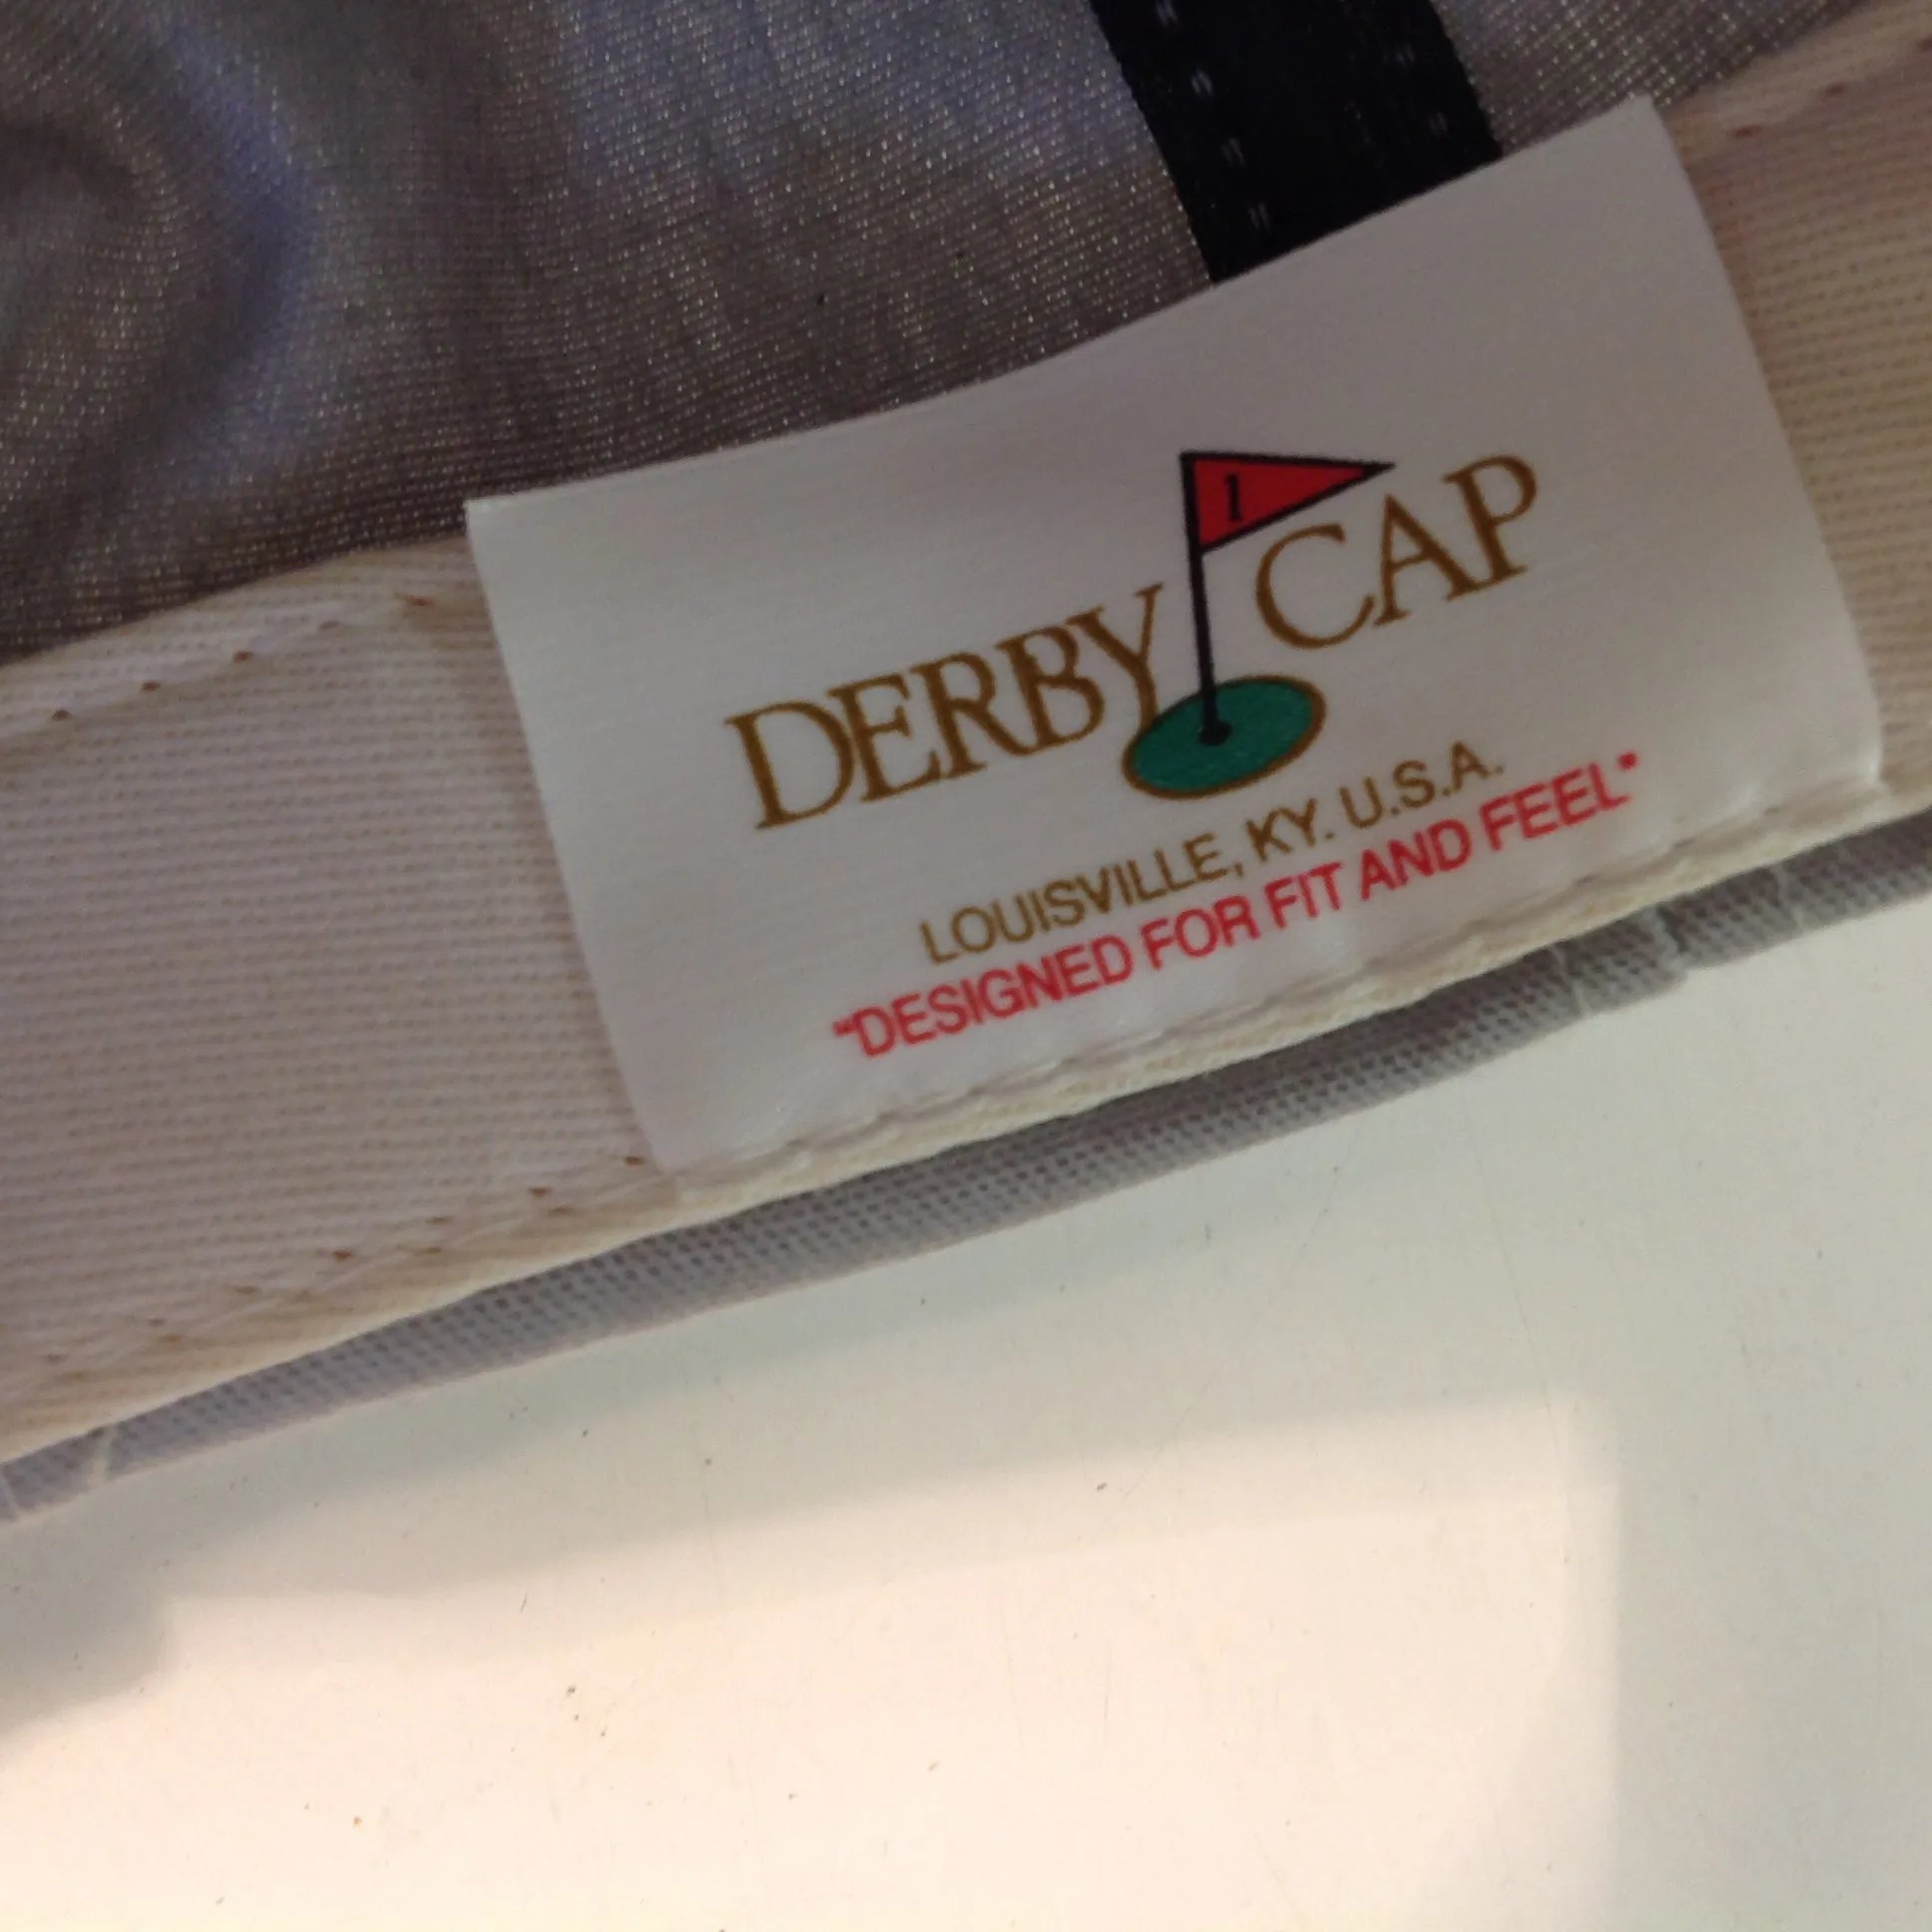 1
DERBY CAP
LOUISVILLE, KY. U.S.A.
"DESIGNED FOR FIT AND FEEL"